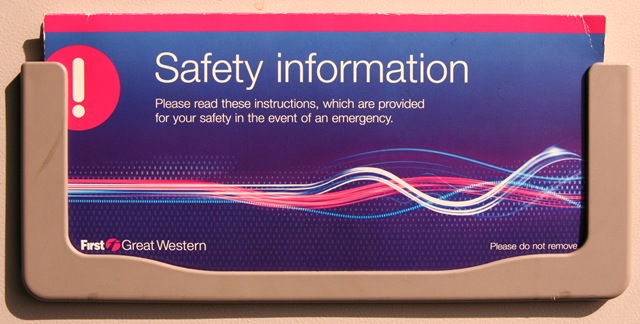 !
Safety information
Please read these instructions, which are provided
for your safety in the event of an emergency.
First Great Western
Please do not remove